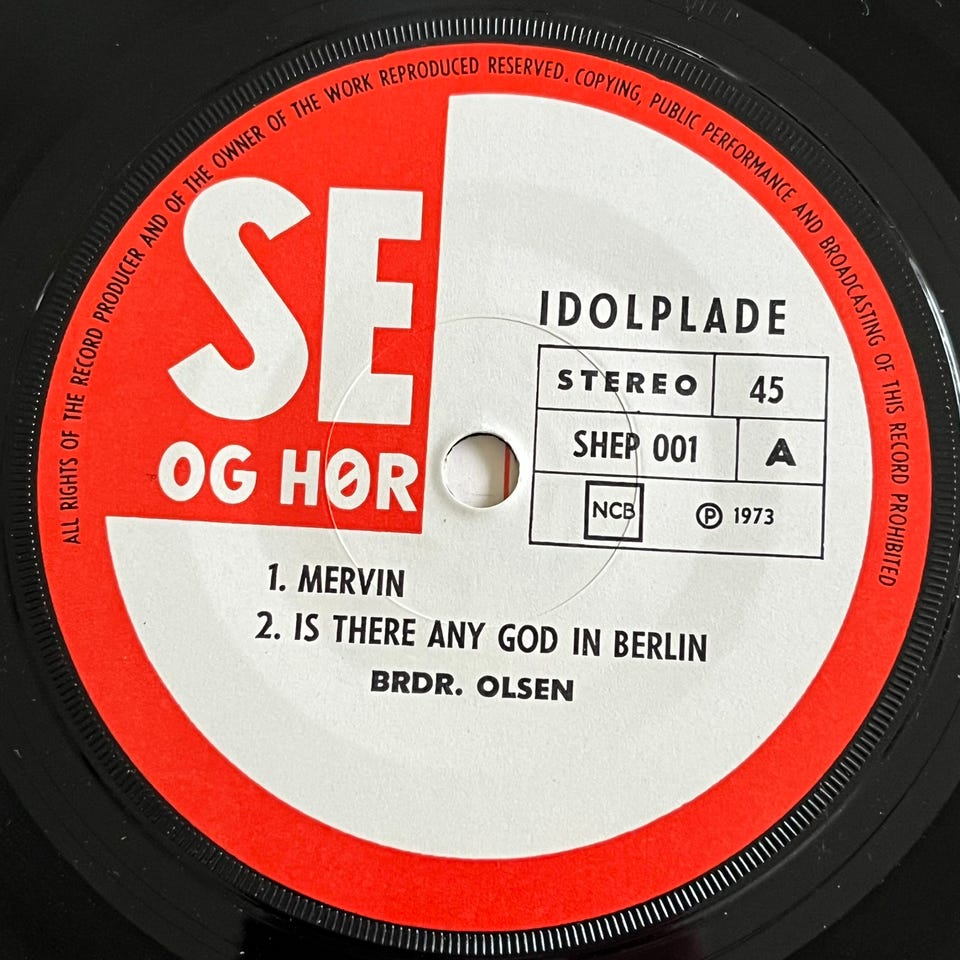 ALL RIGHTS OF THE RECORD PRODUCER AND OF THE OWNER OF THE WORK REPRODUCED RESERVED. COPYING, PUBLIC PERFORMANCE AND BROADCASTING OF THIS RECORD PROHIBITED
SE
OG HØR
IDOLPLADE
STEREO 45
SHEP 001 A
NCB Ⓟ 1973
1. MERVIN
2. IS THERE ANY GOD IN BERLIN
BRDR. OLSEN